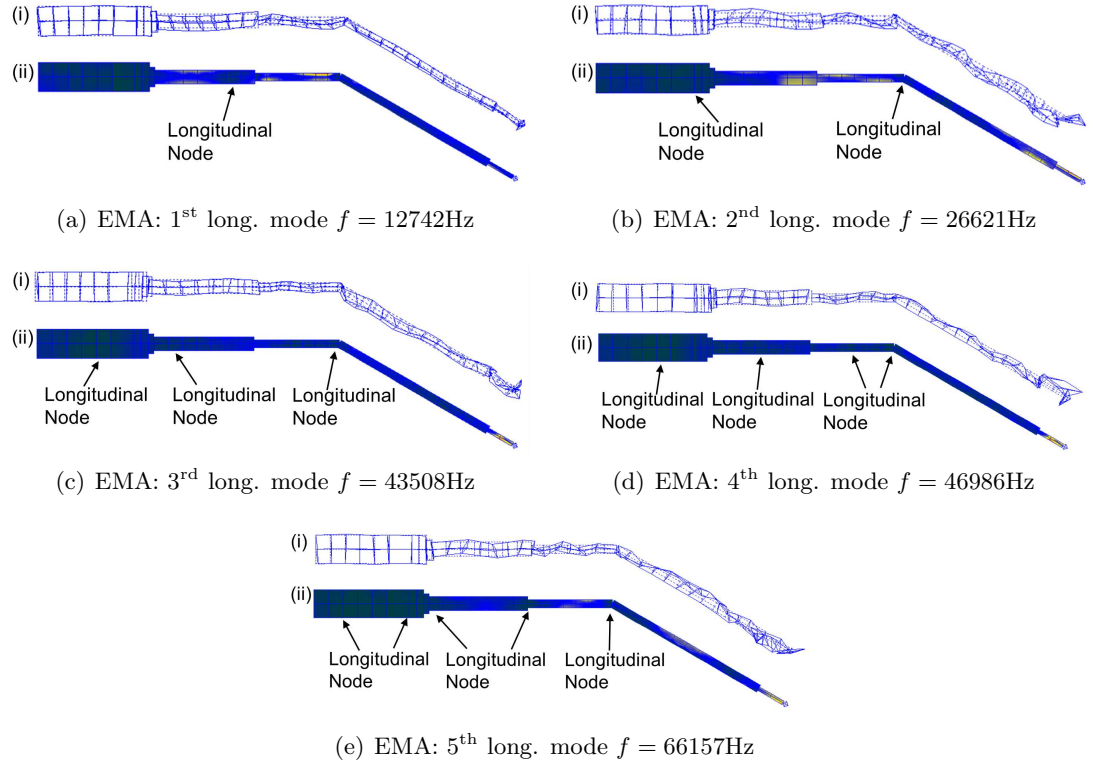 (i)
(ii)
Longitudinal
Node
(a) EMA: 1st long. mode f = 12742Hz
(i)
(ii)
Longitudinal
Node
Longitudinal
Node
(b) EMA: 2nd long. mode f = 26621Hz
(i)
(ii)
Longitudinal
Node
Longitudinal
Node
Longitudinal
Node
(c) EMA: 3rd long. mode f = 43508Hz
(i)
(ii)
Longitudinal
Node
Longitudinal
Node
Longitudinal
Node
(d) EMA: 4th long. mode f = 46986Hz
(i)
(ii)
Longitudinal
Node
Longitudinal
Node
Longitudinal
Node
(e) EMA: 5th long. mode f = 66157Hz